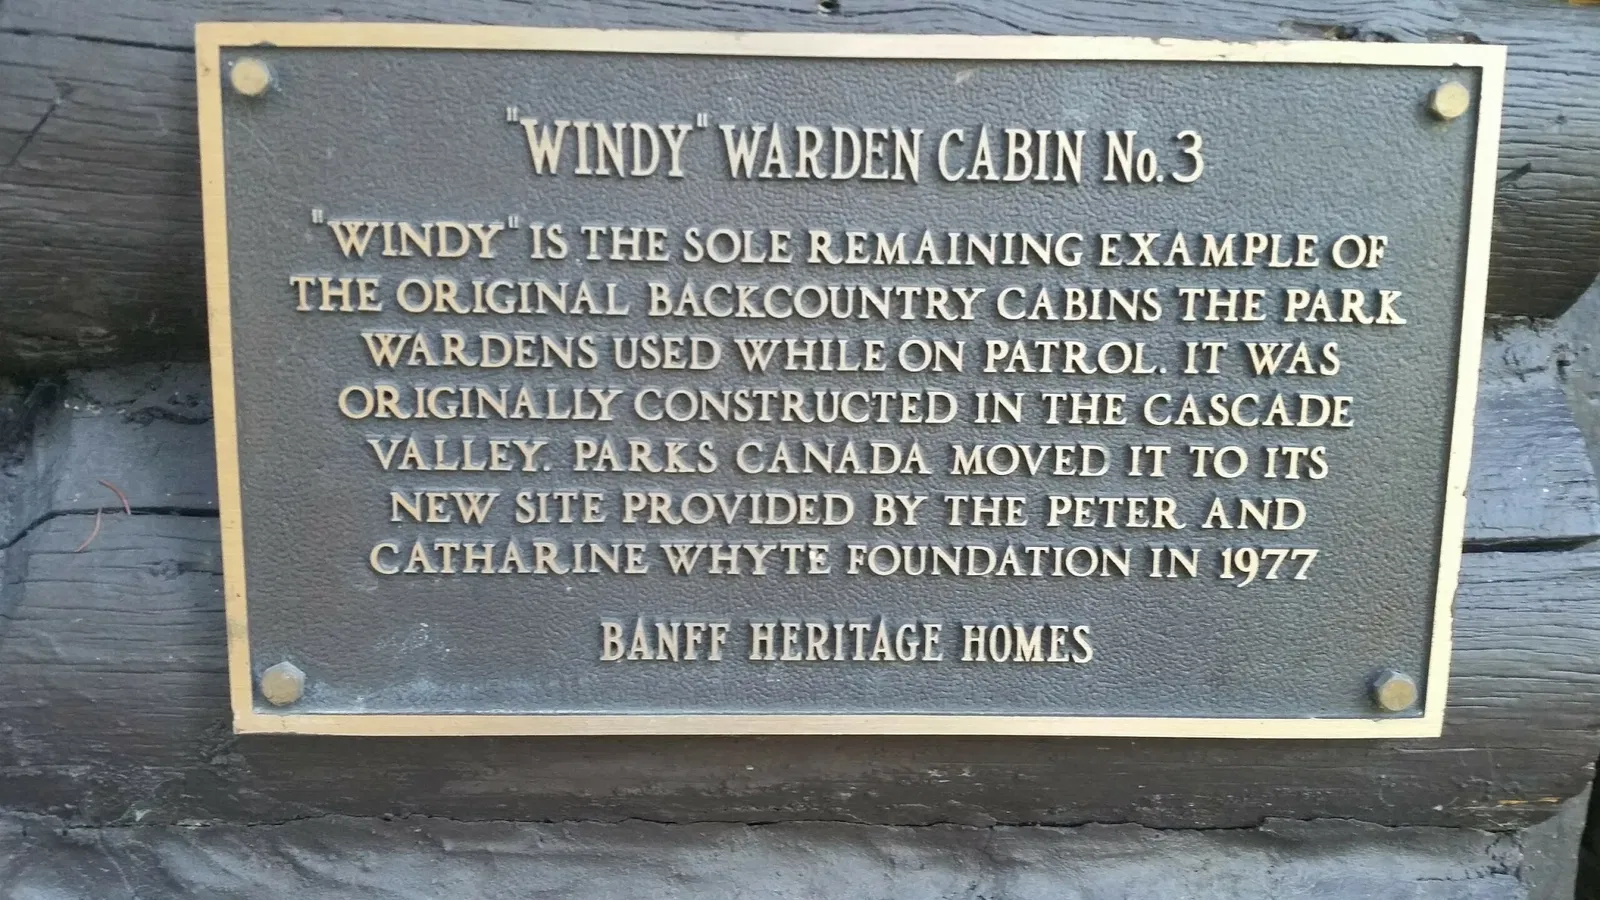 "WINDY" WARDEN CABIN No. 3
"WINDY" IS THE SOLE REMAINING EXAMPLE OF
THE ORIGINAL BACKCOUNTRY CABINS THE PARK
WARDENS USED WHILE ON PATROL. IT WAS
ORIGINALLY CONSTRUCTED IN THE CASCADE
VALLEY. PARKS CANADA MOVED IT TO ITS
NEW SITE PROVIDED BY THE PETER AND
CATHARINE WHYTE FOUNDATION IN 1977
BANFF HERITAGE HOMES